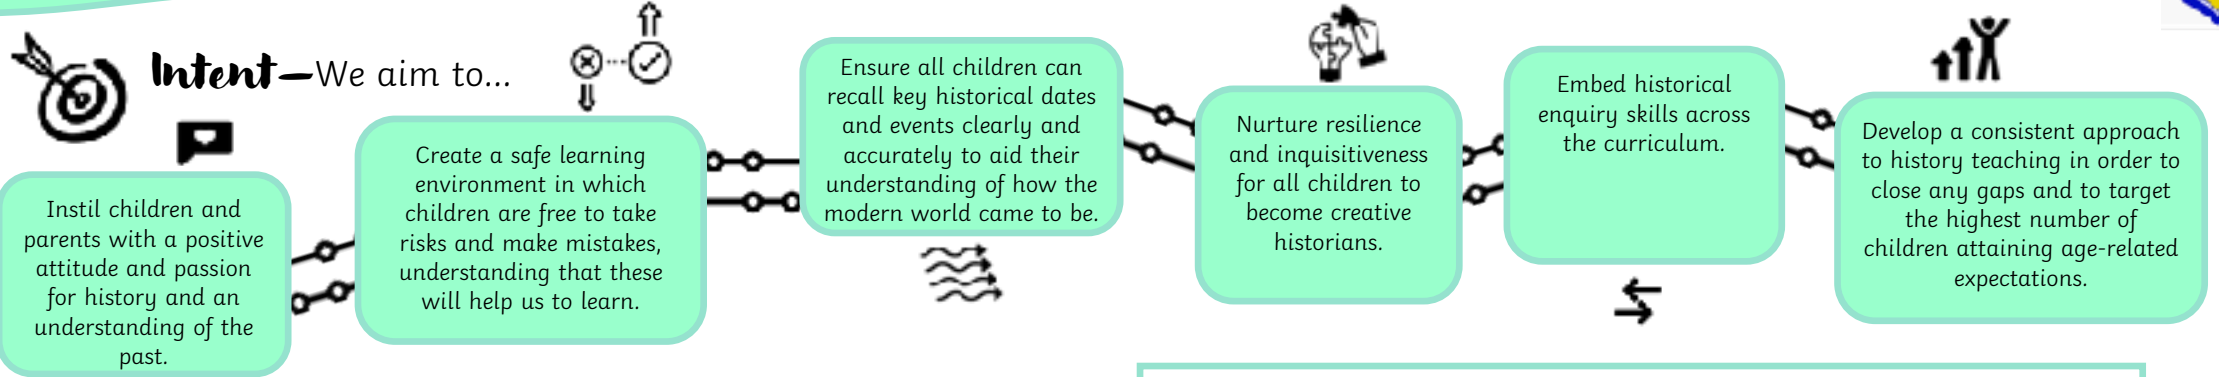 Intent—We aim to...
Instil children and
parents with a positive
attitude and passion
for history and an
understanding of the
past.
Create a safe learning
environment in which
children are free to take
risks and make mistakes,
understanding that these
will help us to learn.
Ensure all children can
recall key historical dates
and events clearly and
accurately to aid their
understanding of how the
modern world came to be.
Nurture resilience
and inquisitiveness
for all children to
become creative
historians.
Embed historical
enquiry skills across
the curriculum.
Develop a consistent approach
to history teaching in order to
close any gaps and to target
the highest number of
children attaining age-related
expectations.